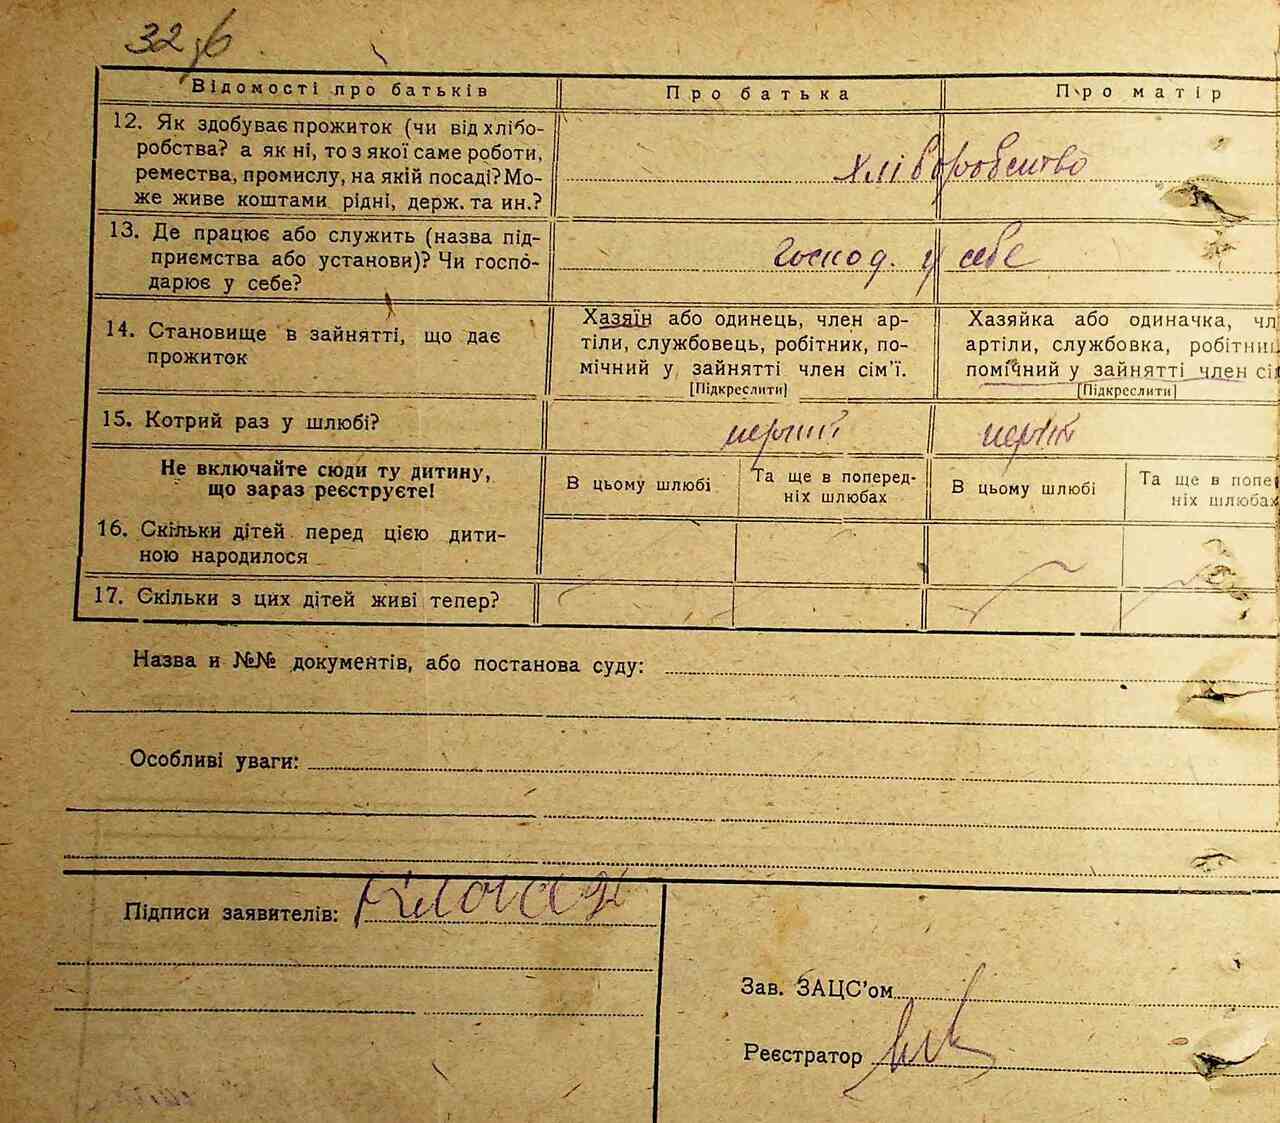 Відомості про батьків Про батька Про матір
12. Як здобуває прожиток (чи від хлібо-
робства? а як ні, то з якої саме роботи,
ремества, промислу, на якій посаді? Мо-
же живе коштами рідні, держ. та ин.?
хліборобство
13. Де працює або служить (назва під-
приємства або установи)? Чи госпо-
дарює у себе?
господ. у себе
14. Становище в зайнятті, що дає
прожиток
Хазяїн або одинець, член ар-
тіли, службовець, робітник, по-
мічний у зайнятті член сім'ї.
[Підкреслити]
Хазяйка або одиначка, чл
артіли, службовка, робітниц
помічний у зайнятті член сі
[Підкреслити]
15. Котрий раз у шлюбі?
перший
Не включайте сюди ту дитину,
що зараз реєструєте!
В цьому шлюбі
Та ще в поперед-
ніх шлюбах
В цьому шлюбі
Та ще в попе
ніх шлюбах
16. Скільки дітей перед цією дити-
ною народилося
17. Скільки з цих дітей живі тепер?
Назва и №№ документів, або постанова суду:
Особливі уваги:
Підписи заявителів:
Зав. ЗАЦС'ом
Реєстратор